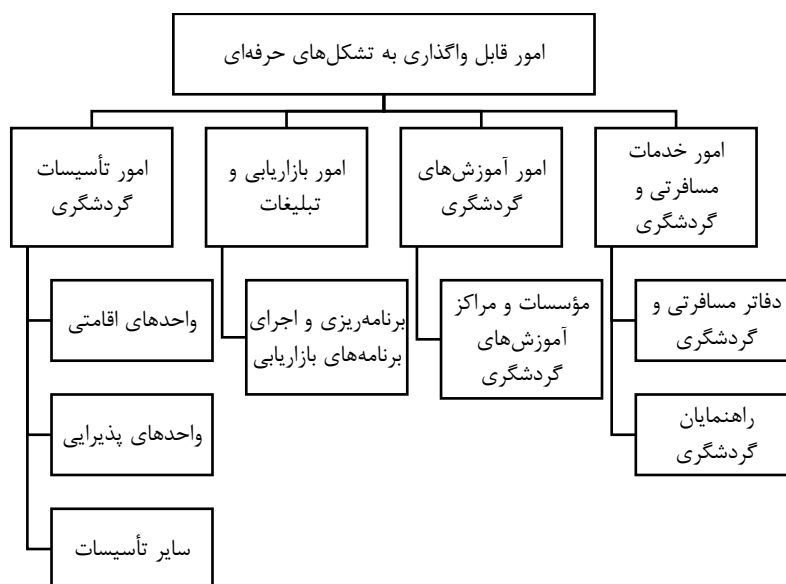 امور قابل واگذاری به تشکل‌های حرفه‌ای
امور خدمات
مسافرتی و
گردشگری
امور آموزش‌های
گردشگری
امور بازاریابی و
تبلیغات
امور تأسیسات
گردشگری
دفاتر مسافرتی و
گردشگری
راهنمایان
گردشگری
مؤسسات و مراکز
آموزش‌های
گردشگری
برنامه‌ریزی و اجرای
برنامه‌های بازاریابی
واحدهای اقامتی
واحدهای پذیرایی
سایر تأسیسات